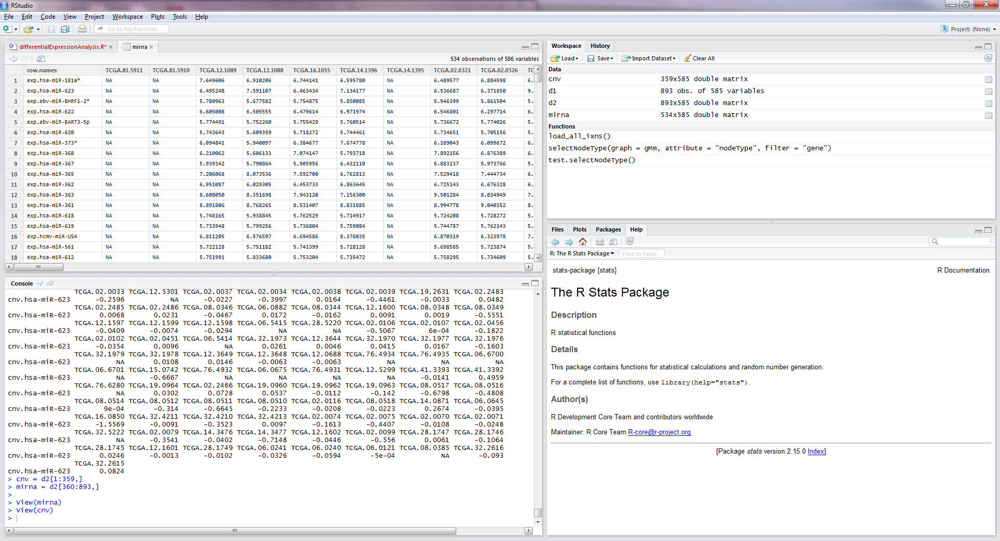 RStudio
File Edit Code View Project Workspace Plots Tools Help
Go to file/function
Project: (None)
differentialExpressionAnalysis.R* mirna
534 observations of 586 variables
row.names TCGA.81.5911 TCGA.81.5910 TCGA.12.1089 TCGA.12.1088 TCGA.16.1055 TCGA.14.1396 TCGA.14.1395 TCGA.02.0321 TCGA.02.0326 TC
1 exp.hsa-miR-181a* NA NA 7.649606 6.910206 6.744141 6.595780 NA 6.489577 6.884598 6.
2 exp.hsa-miR-623 NA NA 6.495248 7.591107 6.463434 7.134177 NA 6.536687 6.371850 9.
3 exp.ebv-miR-BHRF1-2* NA NA 5.780963 5.677582 5.754875 5.850085 NA 5.946399 5.861504 5.
4 exp.hsa-miR-622 NA NA 6.605008 6.505555 6.479614 6.971974 NA 6.546801 6.297714 6.
5 exp.ebv-miR-BART3-5p NA NA 5.774491 5.752260 5.755429 5.760514 NA 5.736672 5.774026 5.
6 exp.hsa-miR-620 NA NA 5.743643 5.609359 5.718272 5.744461 NA 5.734651 5.705156 5.
7 exp.hsa-miR-373* NA NA 6.094841 5.940097 6.384677 7.674778 NA 6.189043 6.099672 6.
8 exp.hsa-miR-368 NA NA 6.210062 5.606133 7.074147 5.793718 NA 7.892156 6.876389 6.
9 exp.hsa-miR-367 NA NA 5.939342 5.790864 5.905956 6.432110 NA 5.883237 5.973766 5.
10 exp.hsa-miR-365 NA NA 7.206068 8.073536 7.592700 6.762813 NA 7.529418 7.444734 6.
11 exp.hsa-miR-362 NA NA 6.951087 6.029305 6.453733 6.863645 NA 6.725143 6.676328 6.
12 exp.hsa-miR-363 NA NA 8.608050 8.351698 7.943120 7.156300 NA 9.501284 8.034949 7.
13 exp.hsa-miR-361 NA NA 8.891806 8.768265 8.531407 8.831885 NA 8.994778 9.040352 8.
14 exp.hsa-miR-618 NA NA 5.748165 5.938845 5.762529 5.714917 NA 5.724208 5.728272 5.
15 exp.hsa-miR-619 NA NA 5.733948 5.799256 5.736804 5.759084 NA 5.744787 5.762143 5.
16 exp.hcmv-miR-US4 NA NA 6.811205 6.576597 6.694586 8.376035 NA 6.870319 6.323978 7.
17 exp.hsa-miR-561 NA NA 5.722128 5.751182 5.741399 5.728128 NA 5.698585 5.723874 5.
18 exp.hsa-miR-612 NA NA 5.751991 5.833680 5.753204 5.735472 NA 5.758295 5.734609 5.
Console ~/
TCGA.02.0033 TCGA.12.5301 TCGA.02.0037 TCGA.02.0034 TCGA.02.0038 TCGA.02.0039 TCGA.19.2631 TCGA.02.2483
cnv.hsa-miR-623 -0.2596 NA -0.0227 -0.3997 0.0164 -0.4461 -0.0033 0.0482
TCGA.02.2485 TCGA.02.2486 TCGA.08.0346 TCGA.06.0882 TCGA.08.0344 TCGA.12.1600 TCGA.08.0348 TCGA.08.0349
cnv.hsa-miR-623 0.0068 0.0231 -0.0467 0.0172 -0.0162 0.0091 0.0019 -0.5551
TCGA.12.1597 TCGA.12.1599 TCGA.12.1598 TCGA.06.5415 TCGA.28.5220 TCGA.02.0106 TCGA.02.0107 TCGA.02.0456
cnv.hsa-miR-623 -0.0409 -0.0074 -0.0294 NA NA -0.5067 6e-04 -0.1822
TCGA.02.0102 TCGA.02.0451 TCGA.06.5414 TCGA.32.1973 TCGA.12.3644 TCGA.32.1970 TCGA.32.1977 TCGA.32.1976
cnv.hsa-miR-623 -0.0354 0.0096 NA 0.0261 0.0046 0.0415 0.0167 -0.1603
TCGA.32.1979 TCGA.32.1978 TCGA.12.3649 TCGA.12.3648 TCGA.12.0688 TCGA.76.4934 TCGA.76.4935 TCGA.06.6700
cnv.hsa-miR-623 NA 0.0108 0.0146 -0.0063 -0.0063 NA NA NA
TCGA.06.6701 TCGA.15.0742 TCGA.76.4932 TCGA.06.0675 TCGA.76.4931 TCGA.12.5299 TCGA.41.3393 TCGA.41.3392
cnv.hsa-miR-623 NA -0.6667 NA NA NA NA -0.0141 0.4959
TCGA.76.6280 TCGA.19.0964 TCGA.02.2466 TCGA.19.0960 TCGA.19.0962 TCGA.19.0963 TCGA.08.0517 TCGA.08.0516
cnv.hsa-miR-623 NA 0.0302 0.0728 0.0537 -0.0112 -0.142 -0.6798 -0.4808
TCGA.08.0514 TCGA.08.0512 TCGA.08.0511 TCGA.08.0510 TCGA.02.0116 TCGA.08.0518 TCGA.14.0871 TCGA.06.0645
cnv.hsa-miR-623 9e-04 -0.314 -0.6645 -0.2233 -0.0208 -0.0223 0.2674 -0.0395
TCGA.16.0850 TCGA.32.4211 TCGA.32.4210 TCGA.32.4213 TCGA.02.0074 TCGA.02.0075 TCGA.02.0070 TCGA.02.0071
cnv.hsa-miR-623 -1.5569 -0.0091 -0.3523 0.0097 -0.1613 -0.4407 -0.0108 -0.0248
TCGA.32.5222 TCGA.02.0079 TCGA.14.3476 TCGA.14.3477 TCGA.12.1602 TCGA.02.0099 TCGA.28.1747 TCGA.28.1746
cnv.hsa-miR-623 NA -0.3541 -0.0402 -0.7148 -0.0446 -0.556 0.0061 -0.1064
TCGA.28.1745 TCGA.12.1601 TCGA.28.1749 TCGA.06.0241 TCGA.06.0240 TCGA.06.0121 TCGA.08.0385 TCGA.32.2616
cnv.hsa-miR-623 0.0246 -0.0013 -0.0102 -0.0326 -0.0594 -5e-04 NA -0.093
TCGA.32.2615
cnv.hsa-miR-623 0.0824
> cnv = d2[1:359,]
> mirna = d2[360:893,]
>
> View(mirna)
> View(cnv)
>
Workspace History
Load Save Import Dataset Clear All
Data
cnv 359x585 double matrix
d1 893 obs. of 585 variables
d2 893x585 double matrix
mirna 534x585 double matrix
Functions
load_all_ixns()
selectNodeType(graph = gMm, attribute = "nodeType", filter = "gene")
test.selectNodeType()
Files Plots Packages Help
R: The R Stats Package Find in Topic
stats-package {stats} R Documentation
The R Stats Package
Description
R statistical functions
Details
This package contains functions for statistical calculations and random number generation.
For a complete list of functions, use library(help="stats").
Author(s)
R Development Core Team and contributors worldwide
Maintainer: R Core Team R-core@r-project.org
[Package stats version 2.15.0 Index]